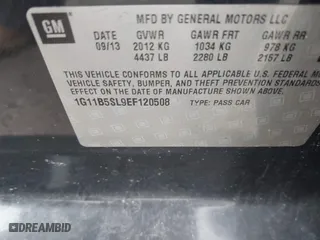 GM
MFD BY GENERAL MOTORS LLC
DATE GVWR GAWR FRT GAWR RR
09/13 2012 KG 1034 KG 978 KG
4437 LB 2280 LB 2157 LB
THIS VEHICLE CONFORMS TO ALL APPLICABLE U.S. FEDERAL
VEHICLE SAFETY, BUMPER, AND THEFT PREVENTION STANDARDS
IN EFFECT ON THE DATE OF MANUFACTURE SHOWN ABOVE.
1G11B5SL9EF120508 TYPE: PASS CAR
DREAMBID